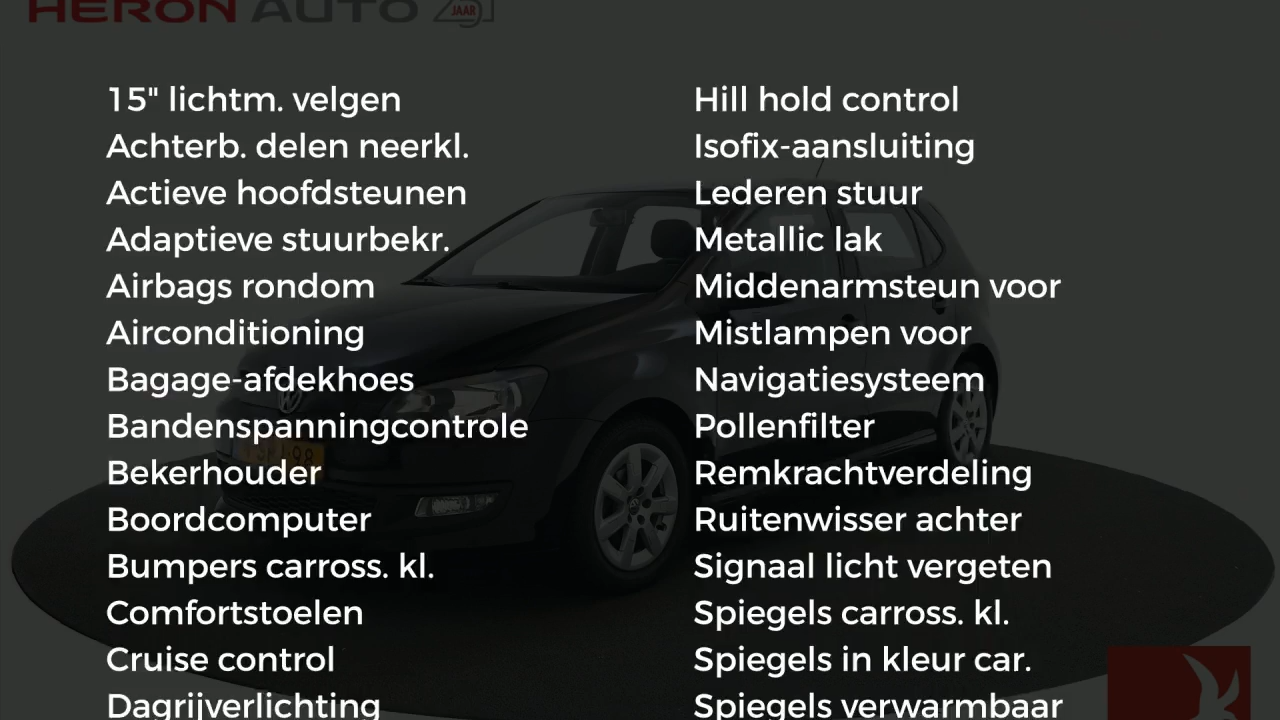 HERON AUTO 25 JAAR
15" lichtm. velgen
Achterb. delen neerkl.
Actieve hoofdsteunen
Adaptieve stuurbekr.
Airbags rondom
Airconditioning
Bagage-afdekhoes
Bandenspanningcontrole
Bekerhouder
Boordcomputer
Bumpers carross. kl.
Comfortstoelen
Cruise control
Dagrijverlichting
Hill hold control
Isofix-aansluiting
Lederen stuur
Metallic lak
Middenarmsteun voor
Mistlampen voor
Navigatiesysteem
Pollenfilter
Remkrachtverdeling
Ruitenwisser achter
Signaal licht vergeten
Spiegels carross. kl.
Spiegels in kleur car.
Spiegels verwarmbaar